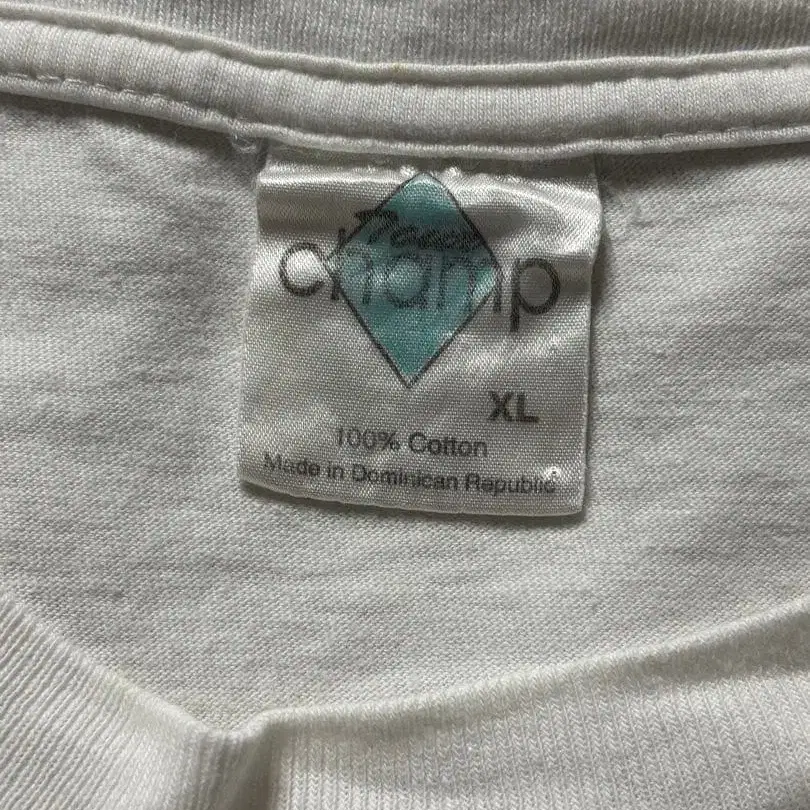 champ
XL
100% Cotton
Made in Dominican Republic